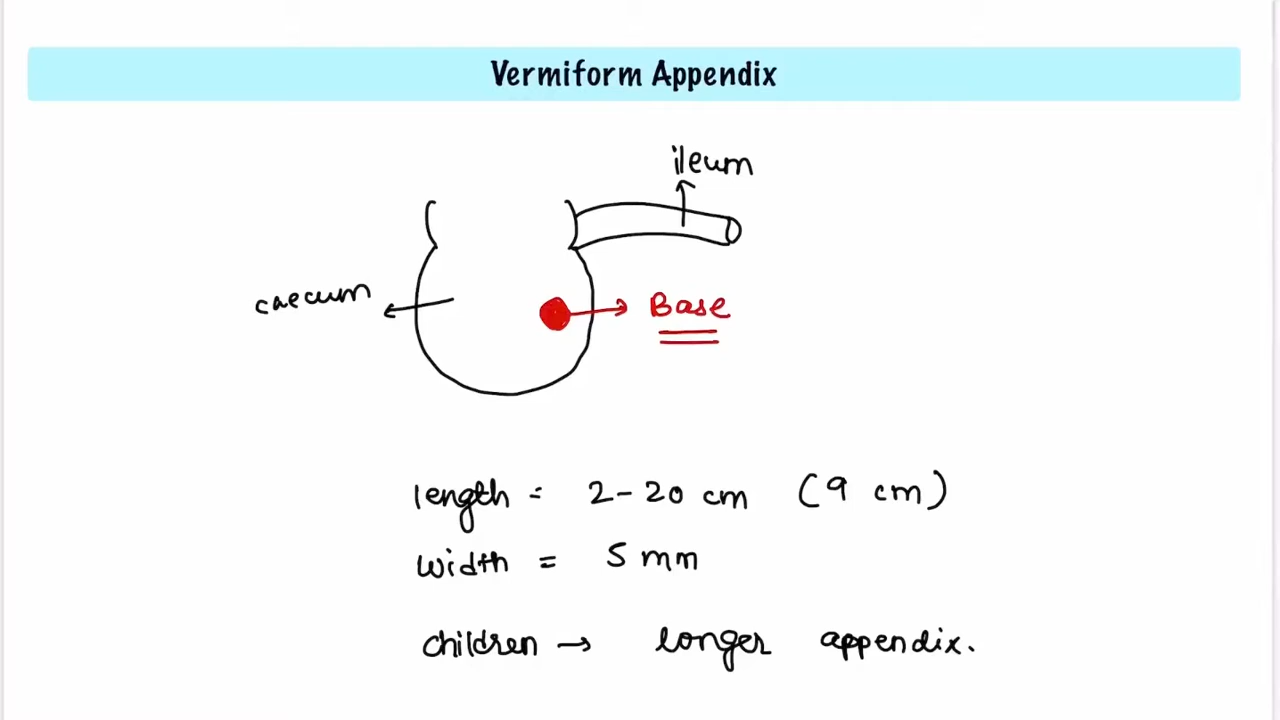 Vermiform Appendix
ileum
caecum
Base
length = 2-20 cm (9 cm)
width = 5 mm
children → longer appendix.